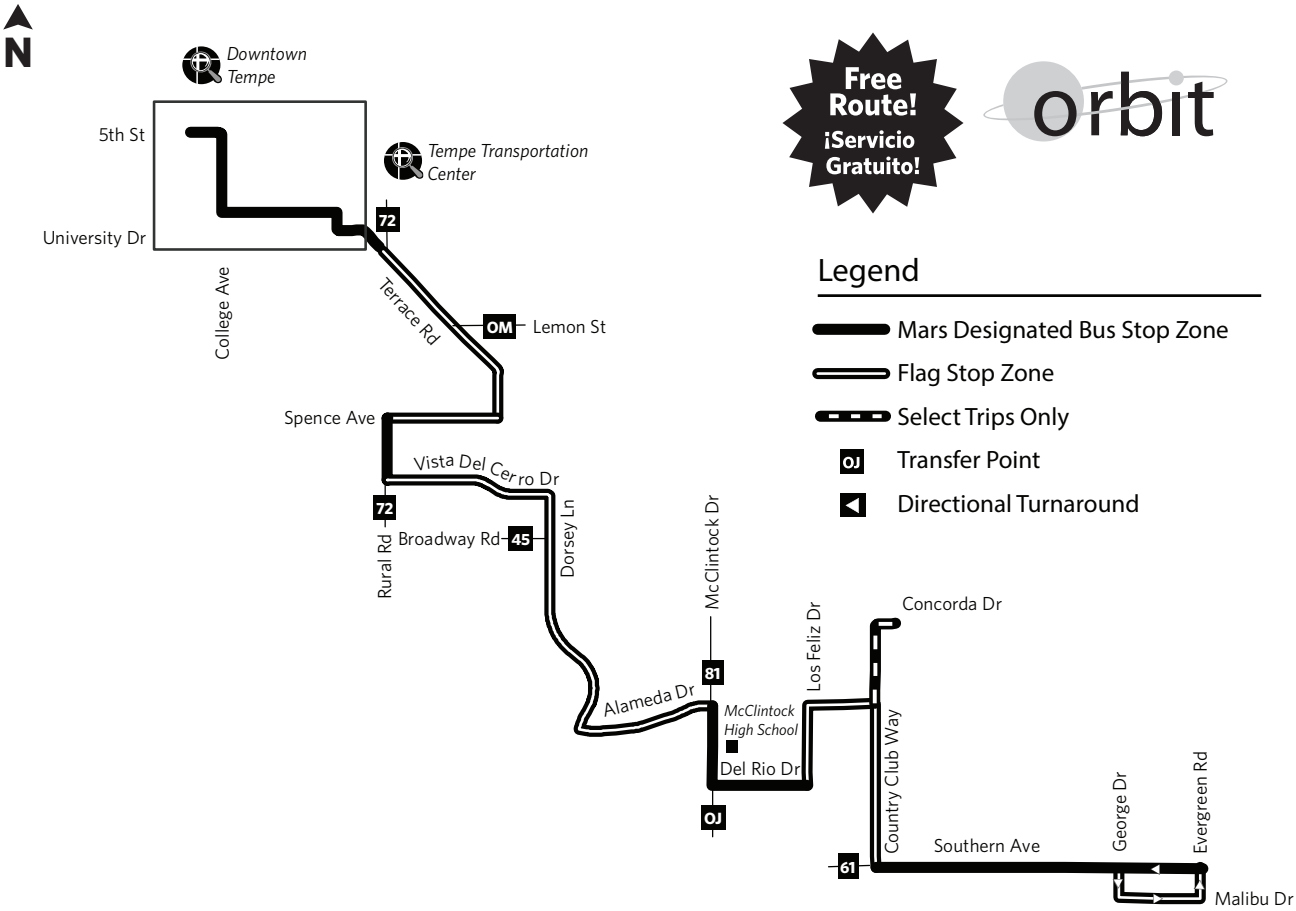 N
Downtown
Tempe
5th St
Tempe Transportation
Center
72
University Dr
College Ave
Terrace Rd
OM
Lemon St
Spence Ave
Vista Del Cerro Dr
72
Rural Rd
Broadway Rd
45
Dorsey Ln
McClintock Dr
81
Alameda Dr
McClintock
High School
Del Rio Dr
OJ
Los Feliz Dr
Concorda Dr
Country Club Way
61
Southern Ave
George Dr
Evergreen Rd
Malibu Dr
Free
Route!
¡Servicio
Gratuito!
orbit
Legend
Mars Designated Bus Stop Zone
Flag Stop Zone
Select Trips Only
OJ
Transfer Point
Directional Turnaround